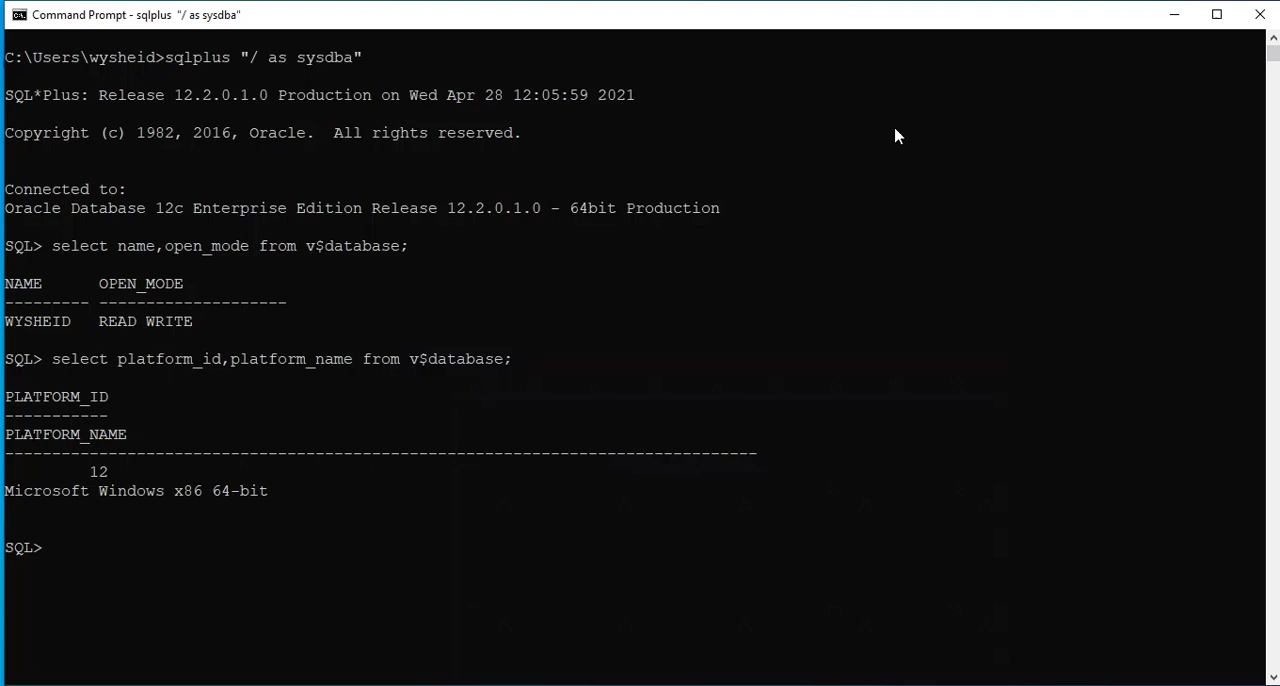 Command Prompt - sqlplus  "/ as sysdba"
C:\Users\wysheid>sqlplus "/ as sysdba"
SQL*Plus: Release 12.2.0.1.0 Production on Wed Apr 28 12:05:59 2021
Copyright (c) 1982, 2016, Oracle.  All rights reserved.
Connected to:
Oracle Database 12c Enterprise Edition Release 12.2.0.1.0 - 64bit Production
SQL> select name,open_mode from v$database;
NAME      OPEN_MODE
--------- --------------------
WYSHEID   READ WRITE
SQL> select platform_id,platform_name from v$database;
PLATFORM_ID
-----------
PLATFORM_NAME
--------------------------------------------------------------------------------
         12
Microsoft Windows x86 64-bit
SQL>